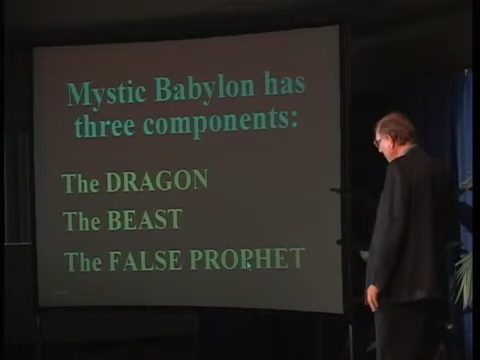 Mystic Babylon has
three components:
The DRAGON
The BEAST
The FALSE PROPHET